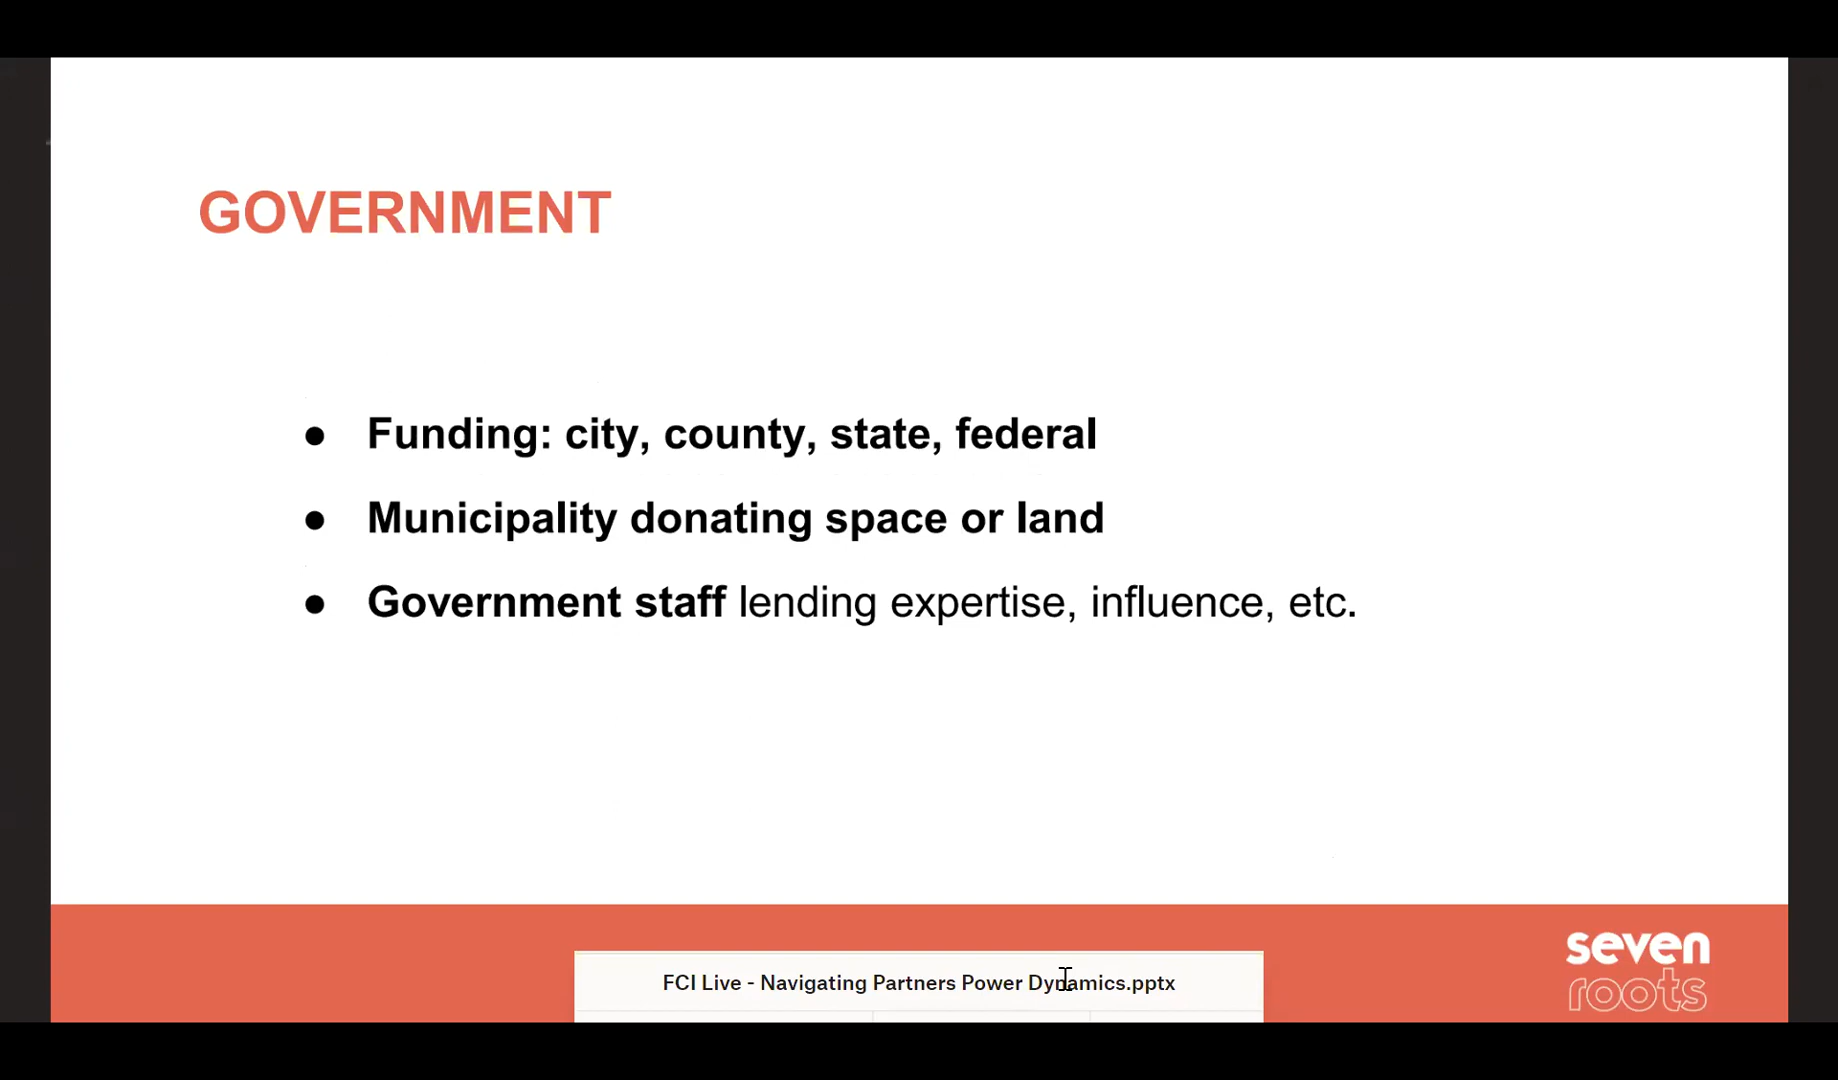 GOVERNMENT
● Funding: city, county, state, federal
● Municipality donating space or land
● Government staff lending expertise, influence, etc.
seven
roots
FCI Live - Navigating Partners Power Dynamics.pptx